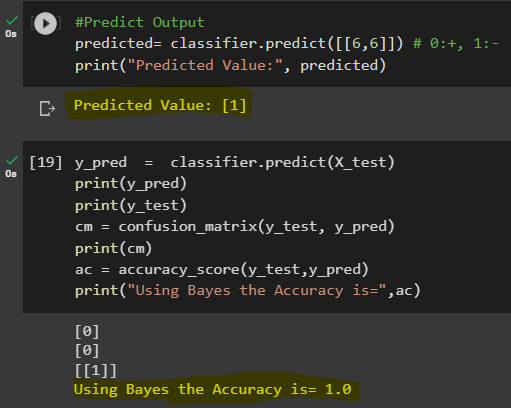 #Predict Output
0s
predicted= classifier.predict([[6,6]]) # 0:+, 1:-
print("Predicted Value:", predicted)
Predicted Value: [1]
[19] y_pred  =  classifier.predict(X_test)
0s
print(y_pred)
print(y_test)
cm = confusion_matrix(y_test, y_pred)
print(cm)
ac = accuracy_score(y_test,y_pred)
print("Using Bayes the Accuracy is=",ac)
[0]
[0]
[[1]]
Using Bayes the Accuracy is= 1.0